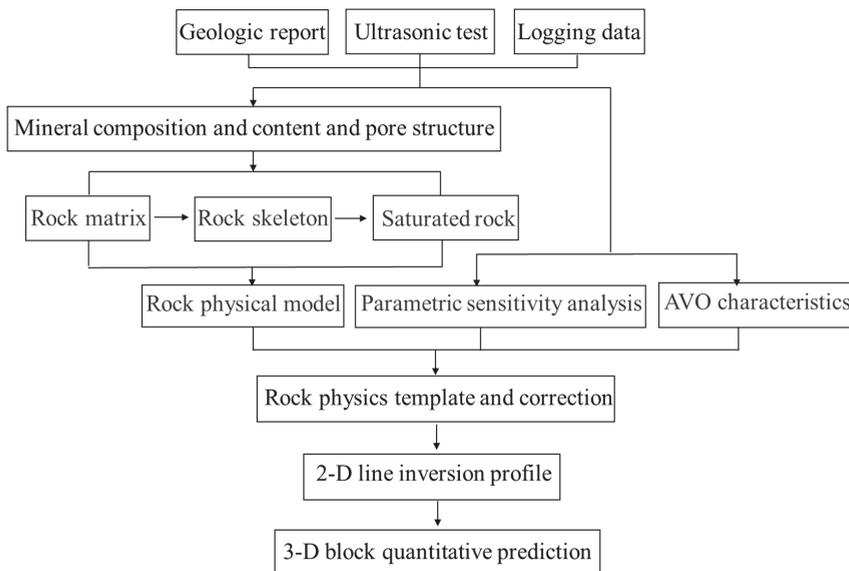 Geologic report
Ultrasonic test
Logging data
Mineral composition and content and pore structure
Rock matrix
Rock skeleton
Saturated rock
Rock physical model
Parametric sensitivity analysis
AVO characteristics
Rock physics template and correction
2-D line inversion profile
3-D block quantitative prediction